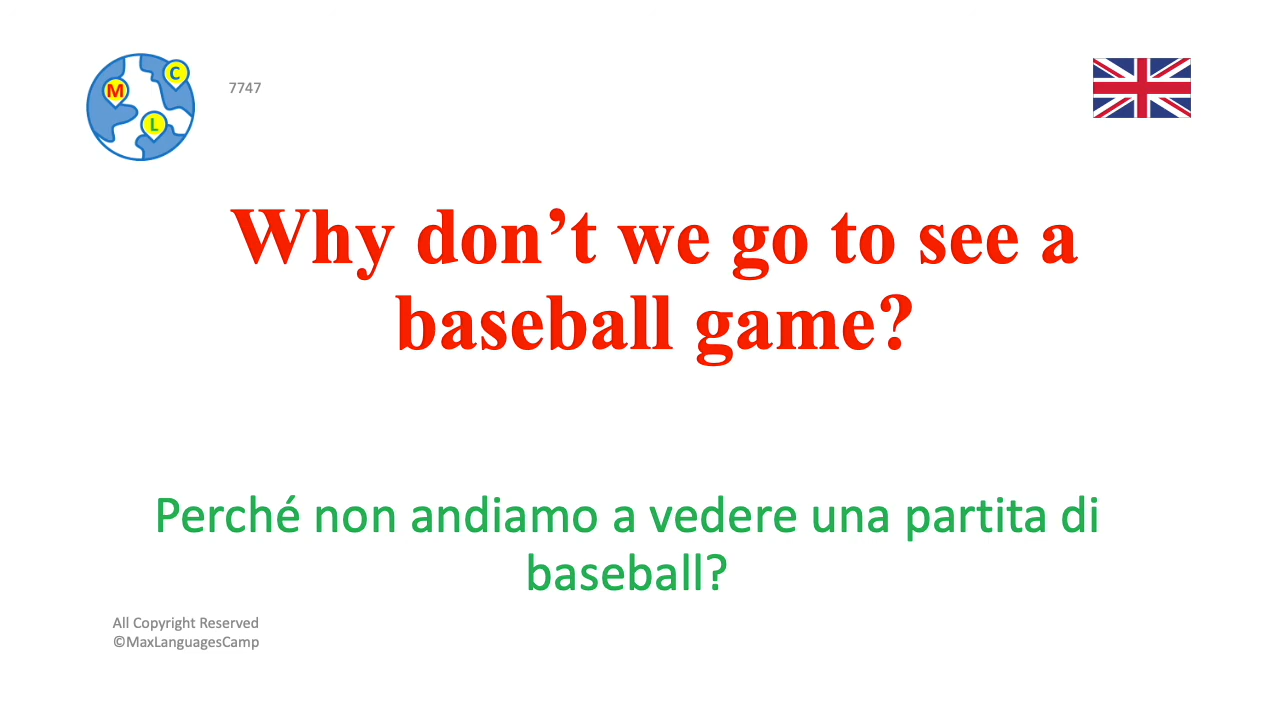 C
M
L
7747
Why don’t we go to see a
baseball game?
Perché non andiamo a vedere una partita di
baseball?
All Copyright Reserved
©MaxLanguagesCamp